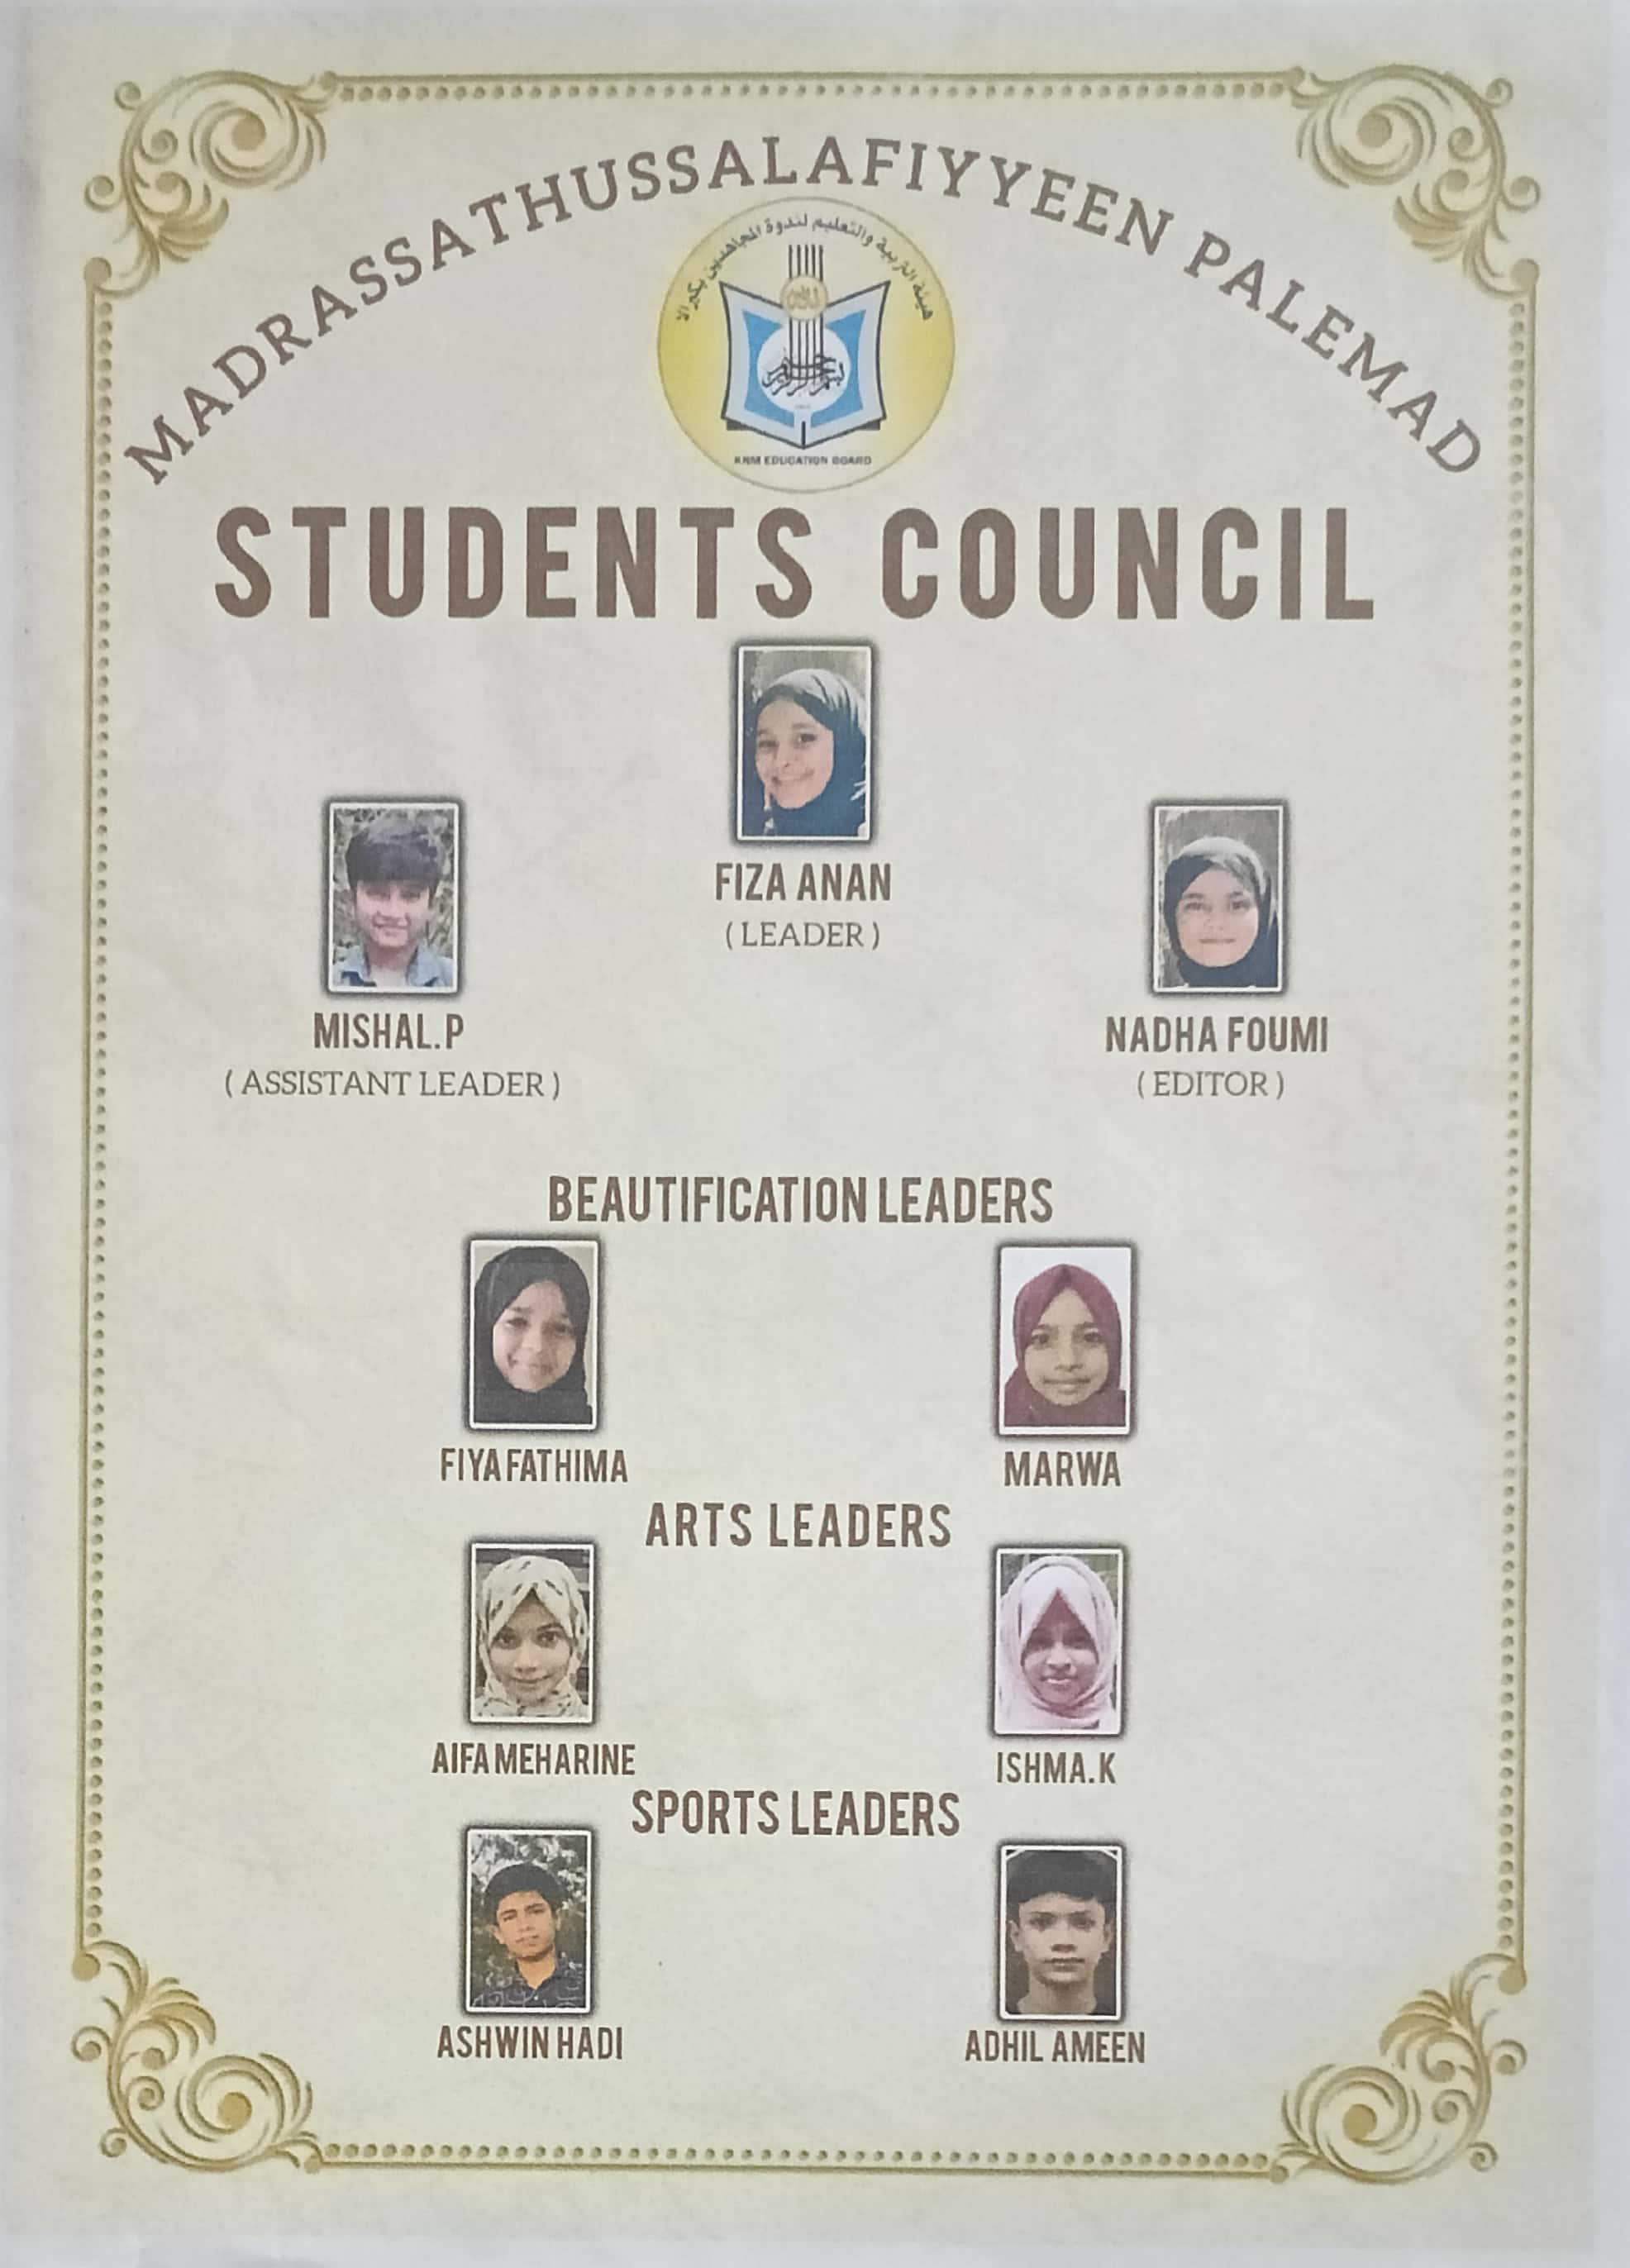 MADRASSATHUSSALAFIYYEEN PALEMAD
هيئة التربية والتعليم لندوة المجاهدين بكيرالا
KNM EDUCATION BOARD
STUDENTS COUNCIL
FIZA ANAN
( LEADER )
MISHAL.P
( ASSISTANT LEADER )
NADHA FOUMI
( EDITOR )
BEAUTIFICATION LEADERS
FIYA FATHIMA
MARWA
ARTS LEADERS
AIFA MEHARINE
ISHMA.K
SPORTS LEADERS
ASHWIN HADI
ADHIL AMEEN